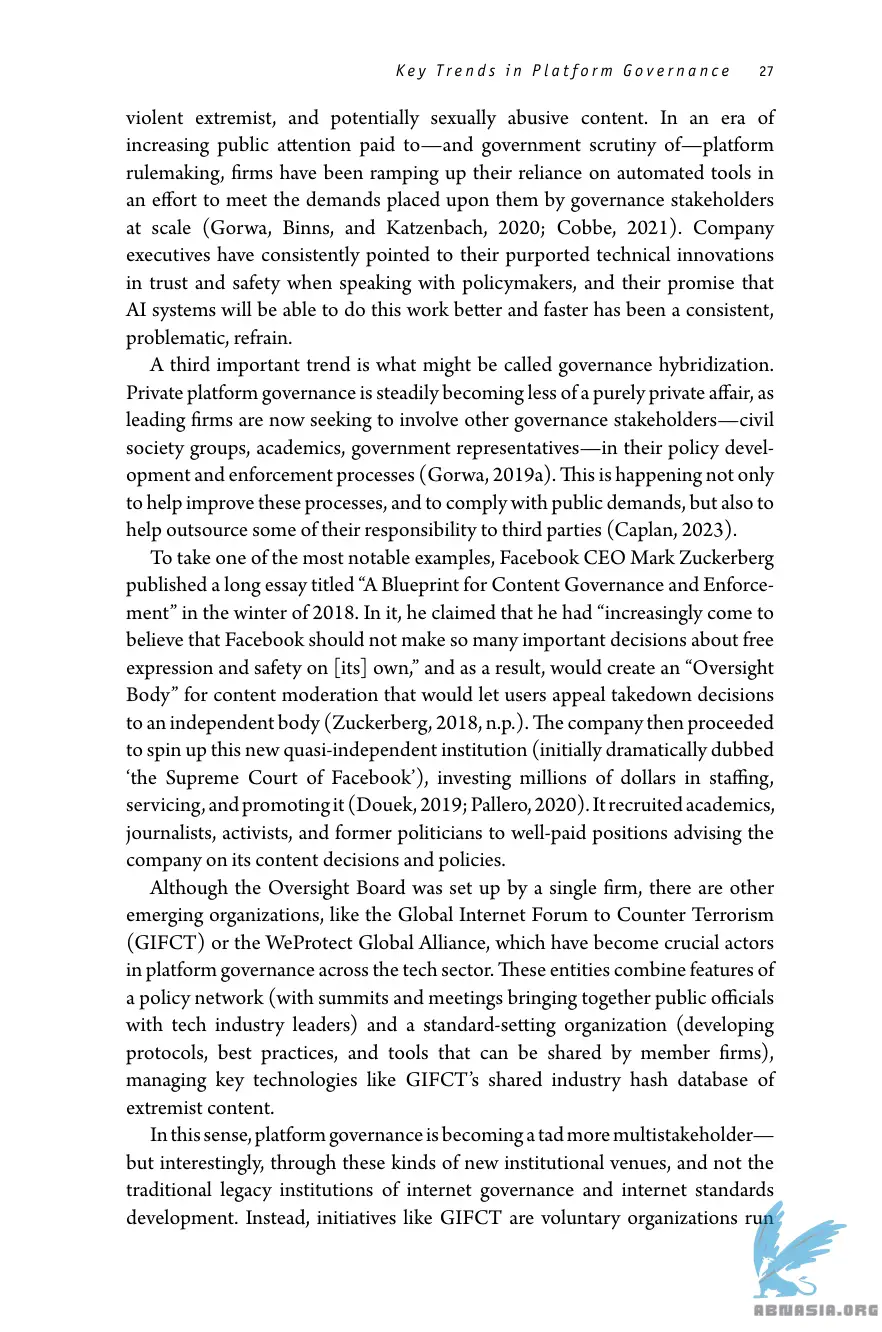 Key Trends in Platform Governance 27
violent extremist, and potentially sexually abusive content. In an era of
increasing public attention paid to—and government scrutiny of—platform
rulemaking, firms have been ramping up their reliance on automated tools in
an effort to meet the demands placed upon them by governance stakeholders
at scale (Gorwa, Binns, and Katzenbach, 2020; Cobbe, 2021). Company
executives have consistently pointed to their purported technical innovations
in trust and safety when speaking with policymakers, and their promise that
AI systems will be able to do this work better and faster has been a consistent,
problematic, refrain.
A third important trend is what might be called governance hybridization.
Private platform governance is steadily becoming less of a purely private affair, as
leading firms are now seeking to involve other governance stakeholders—civil
society groups, academics, government representatives—in their policy devel-
opment and enforcement processes (Gorwa, 2019a). This is happening not only
to help improve these processes, and to comply with public demands, but also to
help outsource some of their responsibility to third parties (Caplan, 2023).
To take one of the most notable examples, Facebook CEO Mark Zuckerberg
published a long essay titled “A Blueprint for Content Governance and Enforce-
ment” in the winter of 2018. In it, he claimed that he had “increasingly come to
believe that Facebook should not make so many important decisions about free
expression and safety on [its] own,” and as a result, would create an “Oversight
Body” for content moderation that would let users appeal takedown decisions
to an independent body (Zuckerberg, 2018, n.p.). The company then proceeded
to spin up this new quasi-independent institution (initially dramatically dubbed
‘the Supreme Court of Facebook’), investing millions of dollars in staffing,
servicing, and promoting it (Douek, 2019; Pallero, 2020). It recruited academics,
journalists, activists, and former politicians to well-paid positions advising the
company on its content decisions and policies.
Although the Oversight Board was set up by a single firm, there are other
emerging organizations, like the Global Internet Forum to Counter Terrorism
(GIFCT) or the WeProtect Global Alliance, which have become crucial actors
in platform governance across the tech sector. These entities combine features of
a policy network (with summits and meetings bringing together public officials
with tech industry leaders) and a standard-setting organization (developing
protocols, best practices, and tools that can be shared by member firms),
managing key technologies like GIFCT’s shared industry hash database of
extremist content.
In this sense, platform governance is becoming a tad more multistakeholder—
but interestingly, through these kinds of new institutional venues, and not the
traditional legacy institutions of internet governance and internet standards
development. Instead, initiatives like GIFCT are voluntary organizations run
ABNASIA.ORG